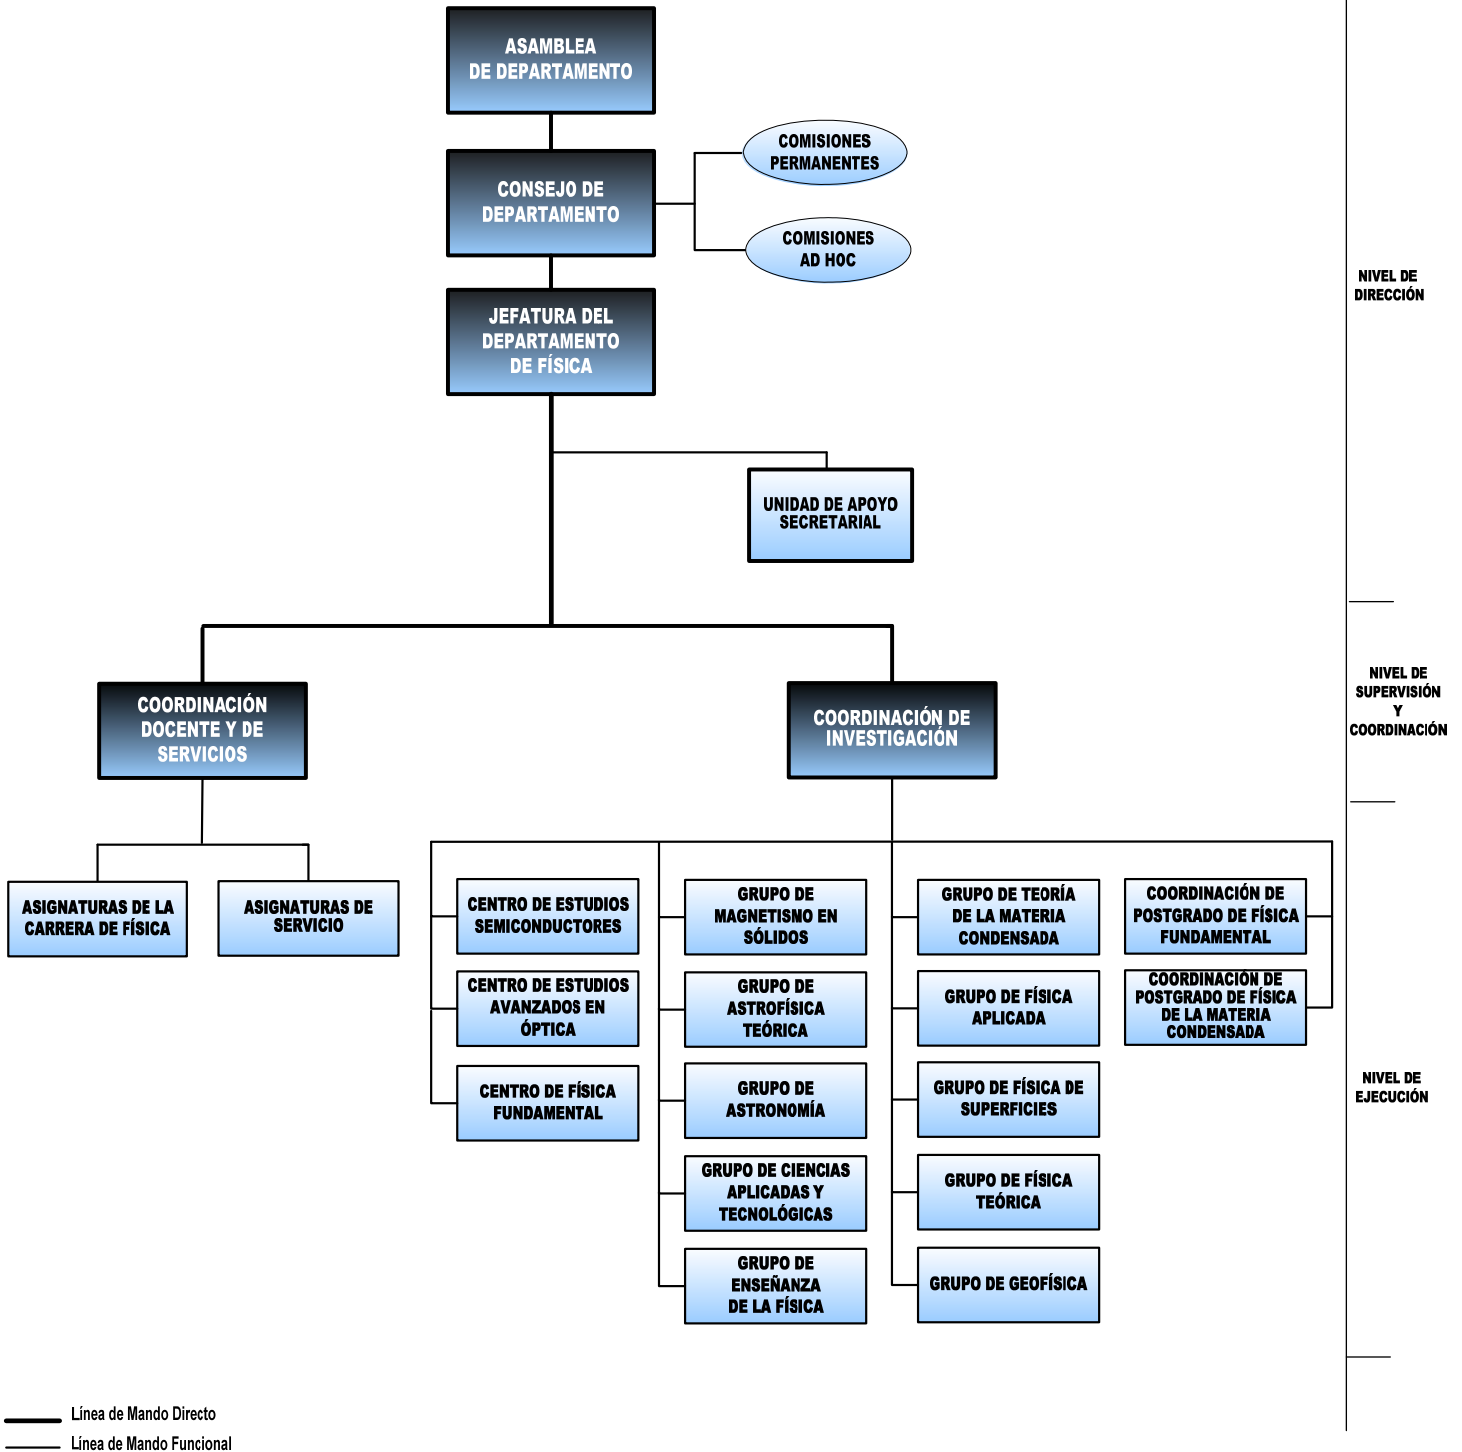 ASAMBLEA
DE DEPARTAMENTO
CONSEJO DE
DEPARTAMENTO
COMISIONES
PERMANENTES
COMISIONES
AD HOC
JEFATURA DEL
DEPARTAMENTO
DE FÍSICA
NIVEL DE
DIRECCIÓN
UNIDAD DE APOYO
SECRETARIAL
COORDINACIÓN
DOCENTE Y DE
SERVICIOS
COORDINACIÓN DE
INVESTIGACIÓN
NIVEL DE
SUPERVISIÓN
Y
COORDINACIÓN
ASIGNATURAS DE LA
CARRERA DE FÍSICA
ASIGNATURAS DE
SERVICIO
CENTRO DE ESTUDIOS
SEMICONDUCTORES
CENTRO DE ESTUDIOS
AVANZADOS EN
ÓPTICA
CENTRO DE FÍSICA
FUNDAMENTAL
GRUPO DE
MAGNETISMO EN
SÓLIDOS
GRUPO DE
ASTROFÍSICA
TEÓRICA
GRUPO DE
ASTRONOMÍA
GRUPO DE CIENCIAS
APLICADAS Y
TECNOLÓGICAS
GRUPO DE
ENSEÑANZA
DE LA FÍSICA
GRUPO DE TEORÍA
DE LA MATERIA
CONDENSADA
GRUPO DE FÍSICA
APLICADA
GRUPO DE FÍSICA DE
SUPERFICIES
GRUPO DE FÍSICA
TEÓRICA
GRUPO DE GEOFÍSICA
COORDINACIÓN DE
POSTGRADO DE FÍSICA
FUNDAMENTAL
COORDINACIÓN DE
POSTGRADO DE FÍSICA
DE LA MATERIA
CONDENSADA
NIVEL DE
EJECUCIÓN
Línea de Mando Directo
Línea de Mando Funcional